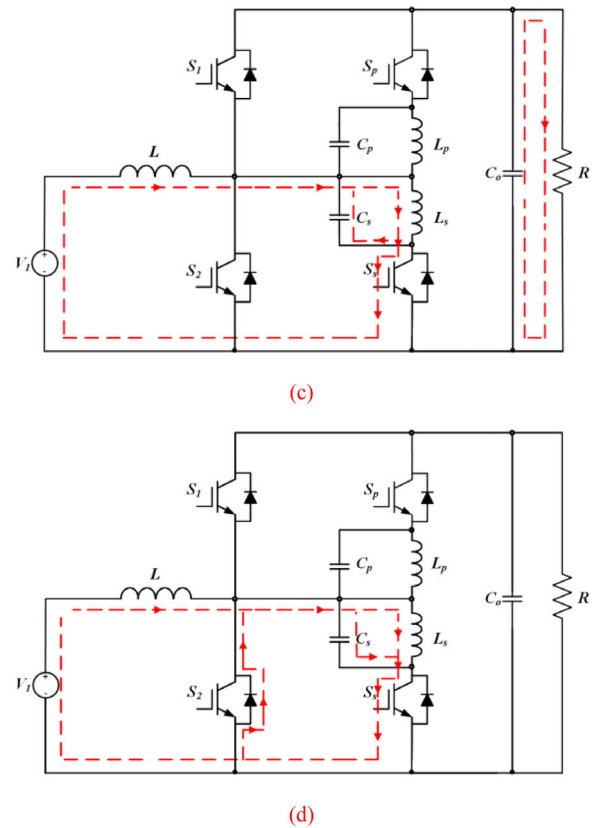 S1 Sp
Cp Lp
L Co R
Cs Ls
V1 + -
S2 Ss
(c)
S1 Sp
Cp Lp
L Co R
Cs Ls
V1 + -
S2 Ss
(d)